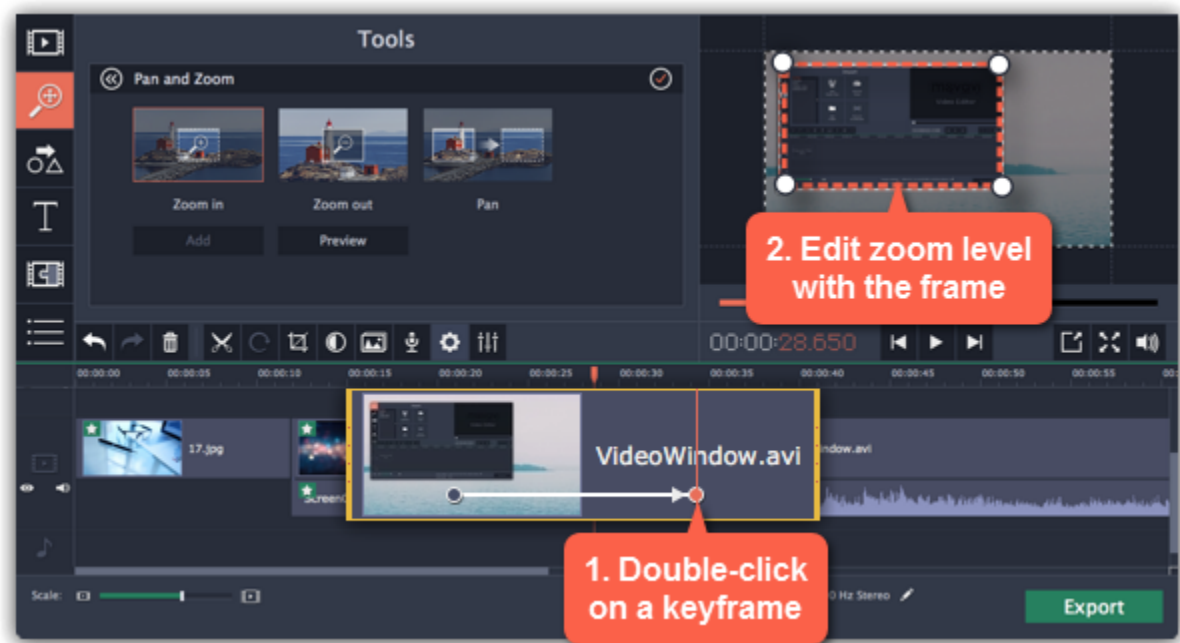 Tools
Pan and Zoom
Zoom in
Zoom out
Pan
Add
Preview
2. Edit zoom level
with the frame
00:00:28.650
00:00:00 00:00:05 00:00:10 00:00:15 00:00:20 00:00:25 00:00:30 00:00:35 00:00:40 00:00:45 00:00:50 00:00:55 00:
17.jpg
VideoWindow.avi
ndow.avi
Screen
1. Double-click
on a keyframe
Scale:
0 Hz Stereo
Export